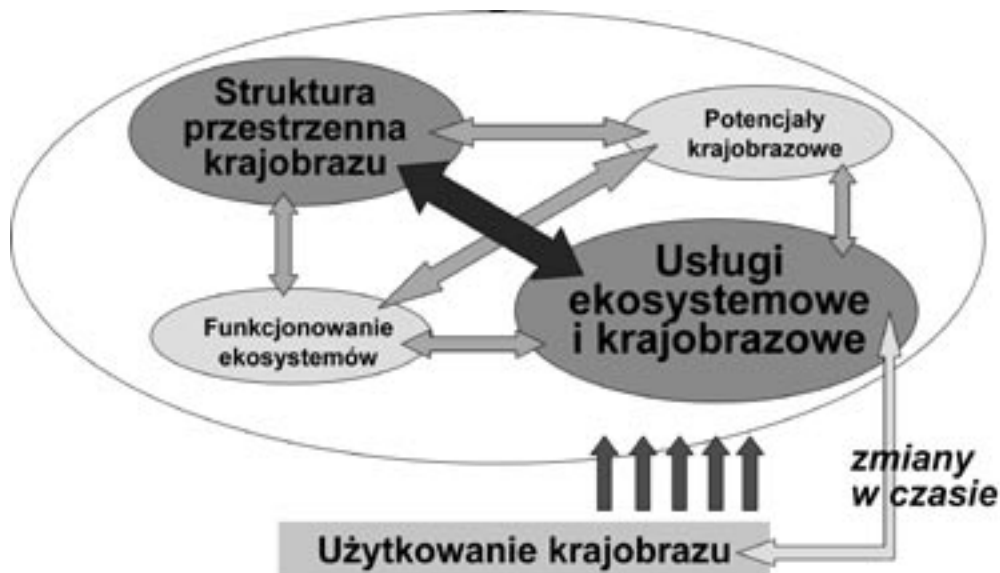 Struktura
przestrzenna
krajobrazu
Potencjały
krajobrazowe
Usługi
ekosystemowe
i krajobrazowe
Funkcjonowanie
ekosystemów
zmiany
w czasie
Użytkowanie krajobrazu